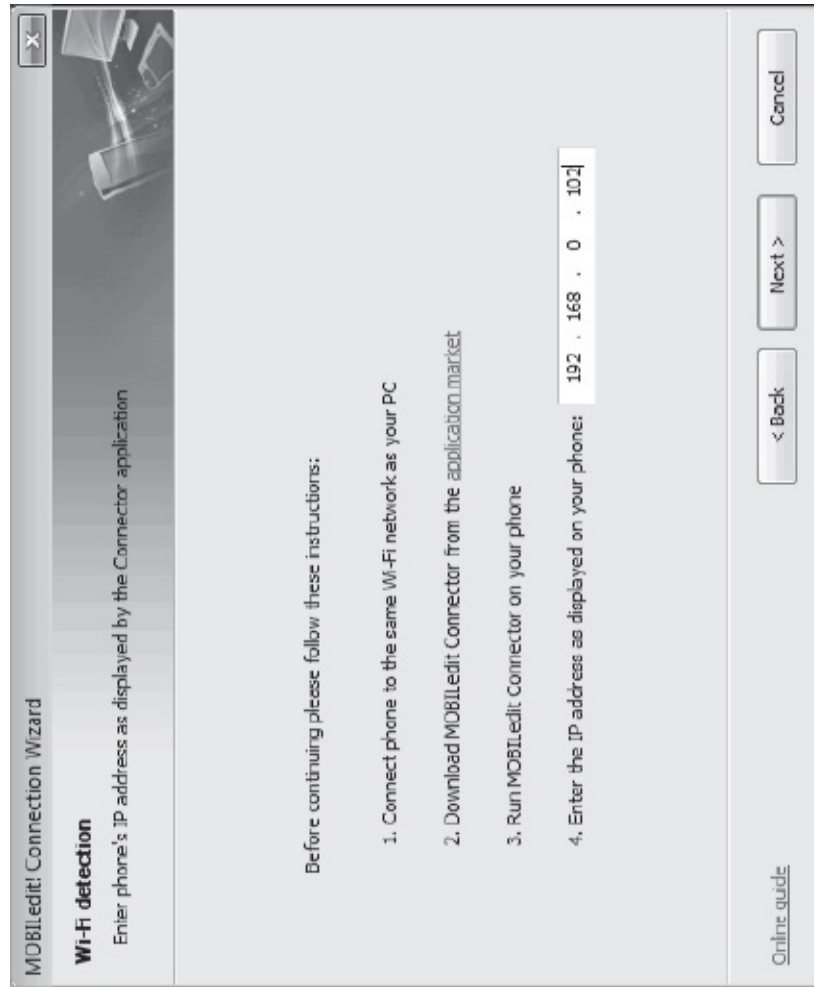 MOBILedit! Connection Wizard
Wi-Fi detection
Enter phone's IP address as displayed by the Connector application
Before continuing please follow these instructions:
1. Connect phone to the same Wi-Fi network as your PC
2. Download MOBILedit Connector from the application market
3. Run MOBILedit Connector on your phone
4. Enter the IP address as displayed on your phone: 192 . 168 . 0 . 102
Online guide
< Back
Next >
Cancel